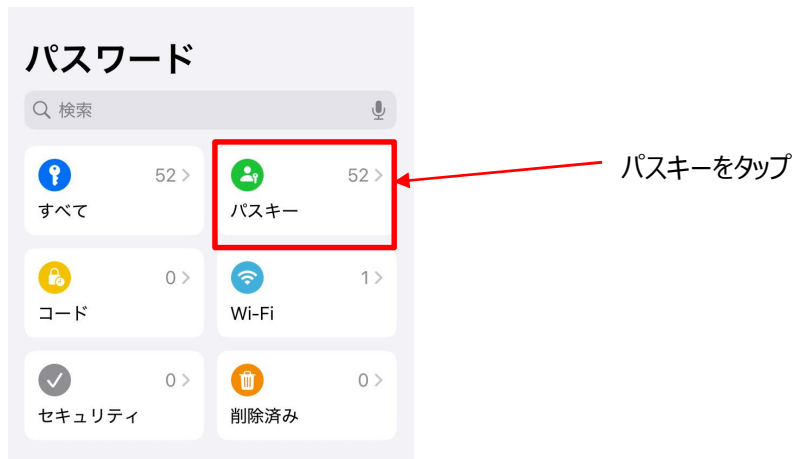 パスワード
検索
52
すべて
52
パスキー
パスキーをタップ
0
コード
1
Wi-Fi
0
セキュリティ
0
削除済み